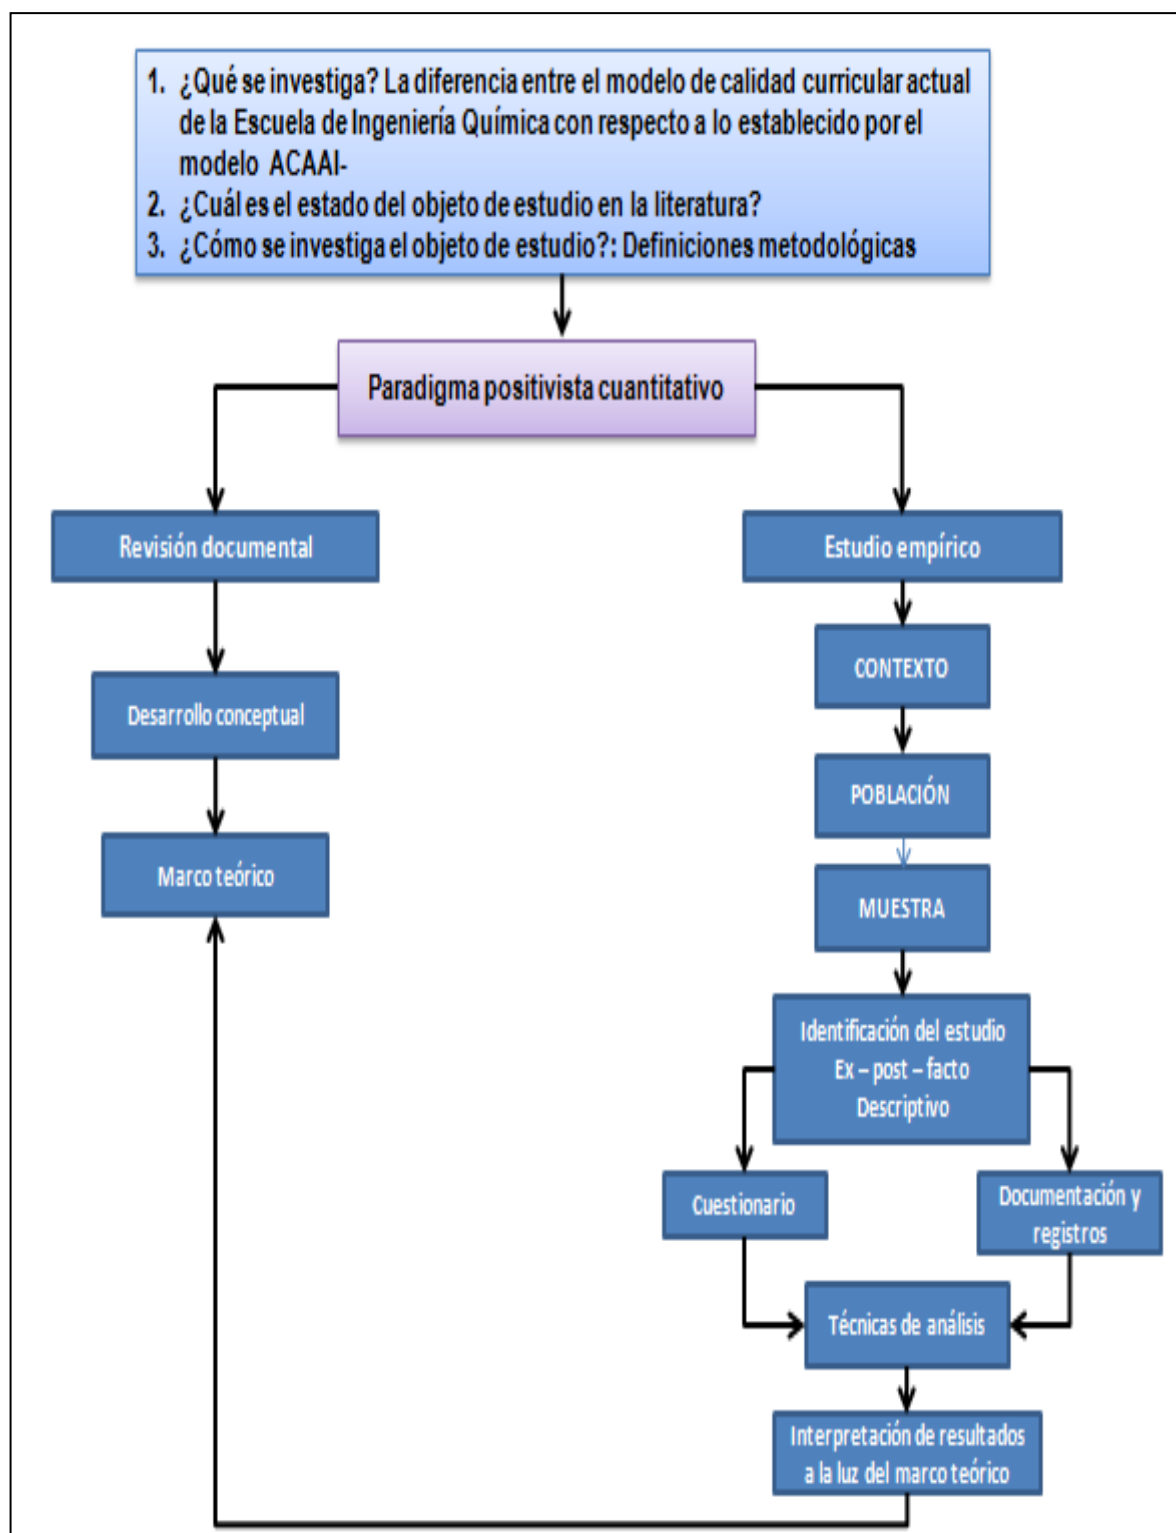 1. ¿Qué se investiga? La diferencia entre el modelo de calidad curricular actual
de la Escuela de Ingeniería Química con respecto a lo establecido por el
modelo ACAAI-
2. ¿Cuál es el estado del objeto de estudio en la literatura?
3. ¿Cómo se investiga el objeto de estudio?: Definiciones metodológicas
Paradigma positivista cuantitativo
Revisión documental
Desarrollo conceptual
Marco teórico
Estudio empírico
CONTEXTO
POBLACIÓN
MUESTRA
Identificación del estudio
Ex – post – facto
Descriptivo
Cuestionario
Documentación y
registros
Técnicas de análisis
Interpretación de resultados
a la luz del marco teórico